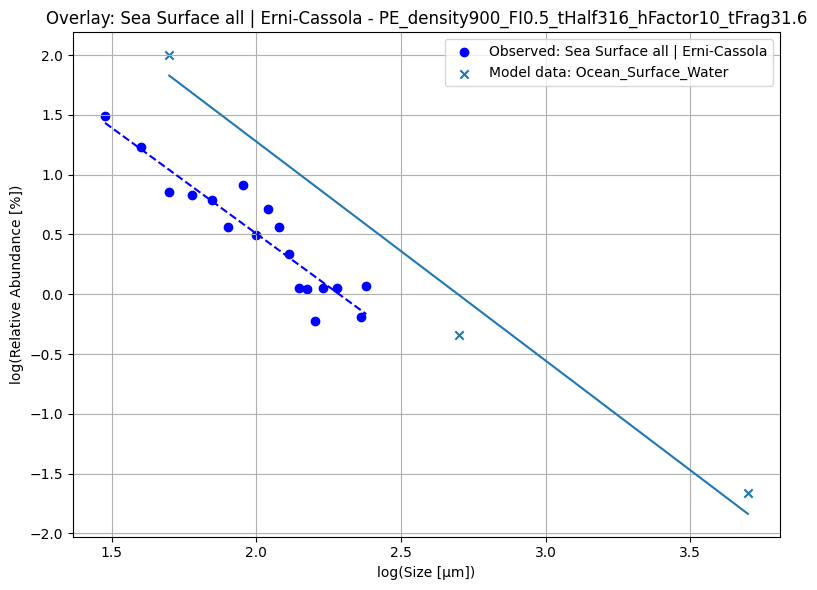 Overlay: Sea Surface all | Erni-Cassola - PE_density900_FI0.5_tHalf316_hFactor10_tFrag31.6
Observed: Sea Surface all | Erni-Cassola
Model data: Ocean_Surface_Water
log(Relative Abundance [%])
2.0
1.5
1.0
0.5
0.0
−0.5
−1.0
−1.5
−2.0
1.5 2.0 2.5 3.0 3.5
log(Size [µm])